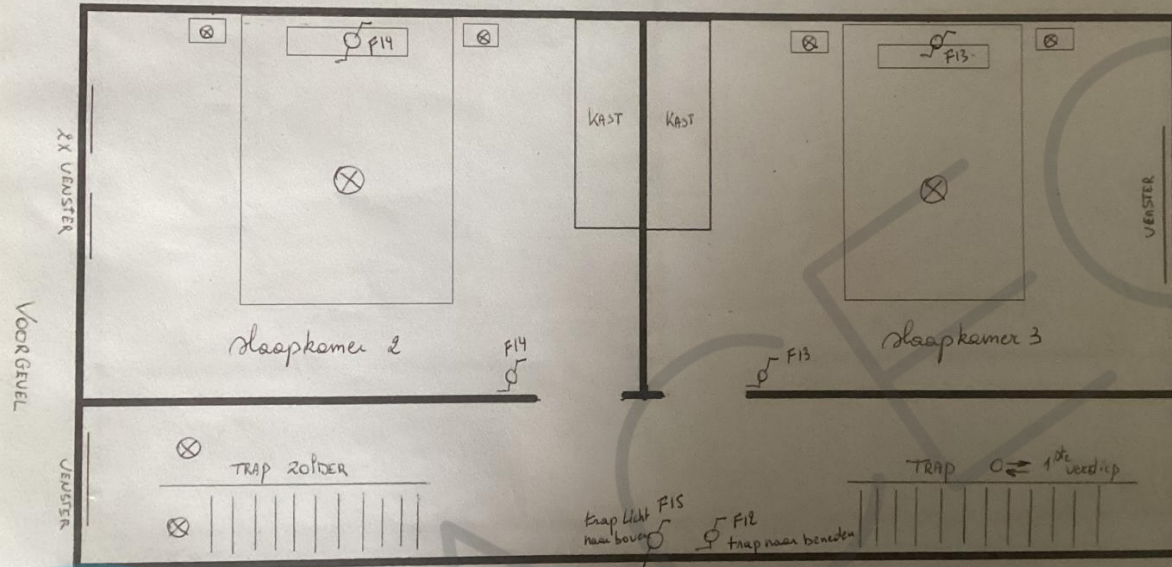 F14
F13
KAST
KAST
2X VENSTER
VENSTER
VOORGEVEL
Slaapkamer 2
F14
F13
Slaapkamer 3
VENSTER
TRAP ZOLDER
TRAP 0 ⇄ 1ste verdiep
trap licht F15
naar boven
F12
trap naar beneden